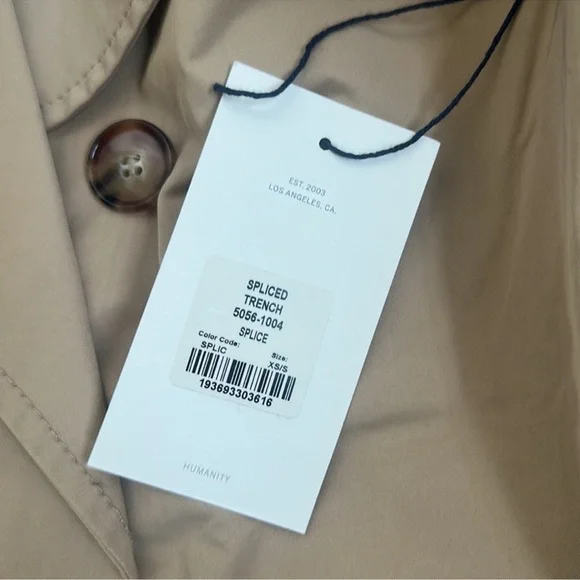 EST. 2003
LOS ANGELES, CA.
SPLICED
TRENCH
5056-1004
SPLICE
Color Code: Size:
SPLIC XS/S
193693303616
HUMANITY